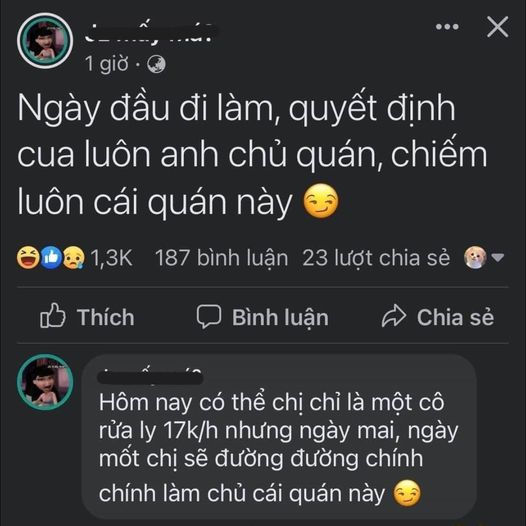 1 giờ ·
Ngày đầu đi làm, quyết định
cua luôn anh chủ quán, chiếm
luôn cái quán này 😏
1,3K 187 bình luận 23 lượt chia sẻ
Thích Bình luận Chia sẻ
Hôm nay có thể chị chỉ là một cô
rửa ly 17k/h nhưng ngày mai, ngày
mốt chị sẽ đường đường chính
chính làm chủ cái quán này 😏